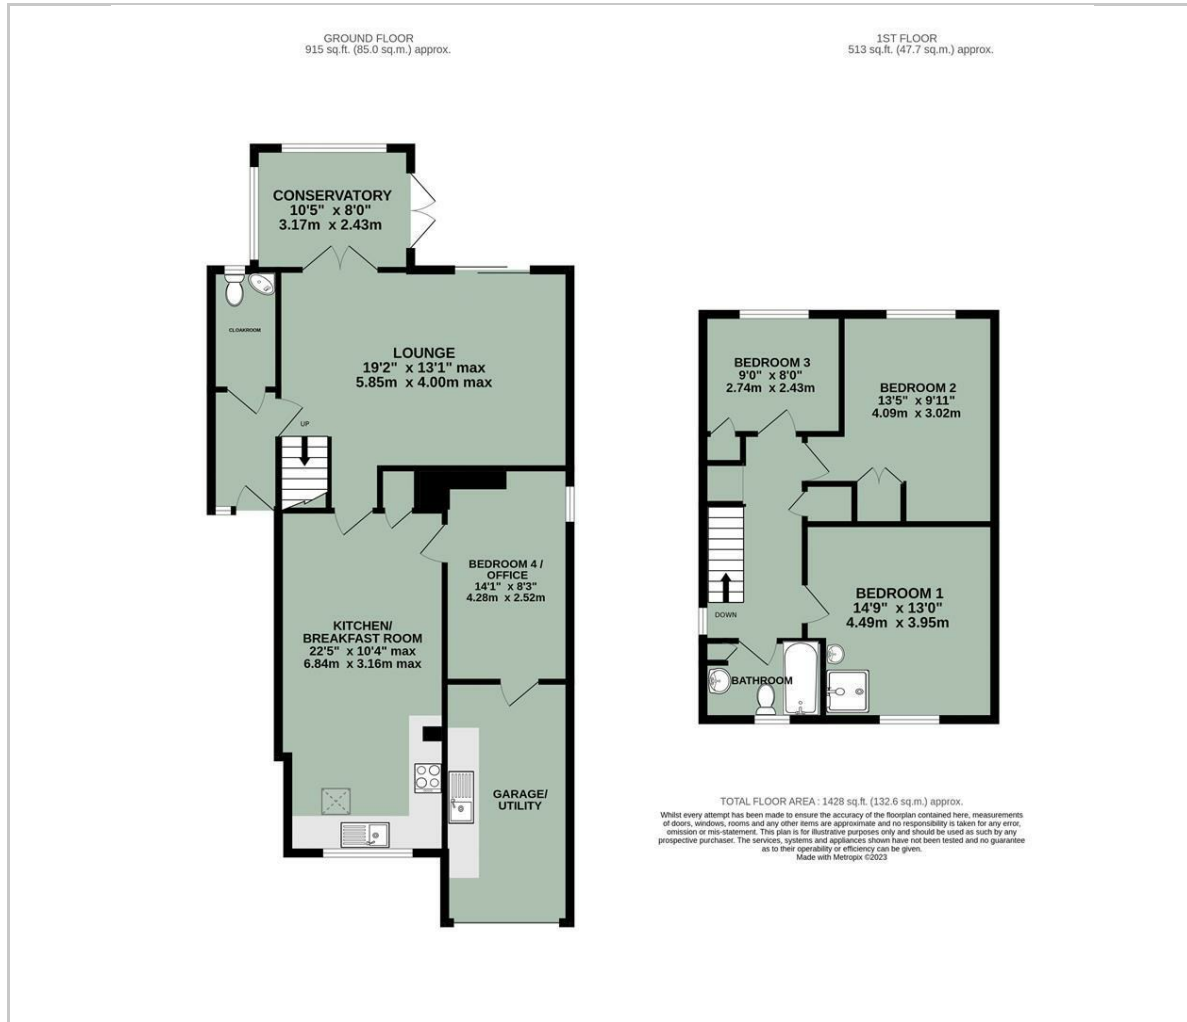 GROUND FLOOR
915 sq.ft. (85.0 sq.m.) approx.
1ST FLOOR
513 sq.ft. (47.7 sq.m.) approx.
CONSERVATORY
10'5" x 8'0"
3.17m x 2.43m
CLOAKROOM
LOUNGE
19'2" x 13'1" max
5.85m x 4.00m max
UP
BEDROOM 4 /
OFFICE
14'1" x 8'3"
4.28m x 2.52m
KITCHEN/
BREAKFAST ROOM
22'5" x 10'4" max
6.84m x 3.16m max
GARAGE/
UTILITY
BEDROOM 3
9'0" x 8'0"
2.74m x 2.43m
BEDROOM 2
13'5" x 9'11"
4.09m x 3.02m
BEDROOM 1
14'9" x 13'0"
4.49m x 3.95m
DOWN
BATHROOM
TOTAL FLOOR AREA : 1428 sq.ft. (132.6 sq.m.) approx.
Whilst every attempt has been made to ensure the accuracy of the floorplan contained here, measurements
of doors, windows, rooms and any other items are approximate and no responsibility is taken for any error,
omission or mis-statement. This plan is for illustrative purposes only and should be used as such by any
prospective purchaser. The services, systems and appliances shown have not been tested and no guarantee
as to their operability or efficiency can be given.
Made with Metropix ©2023